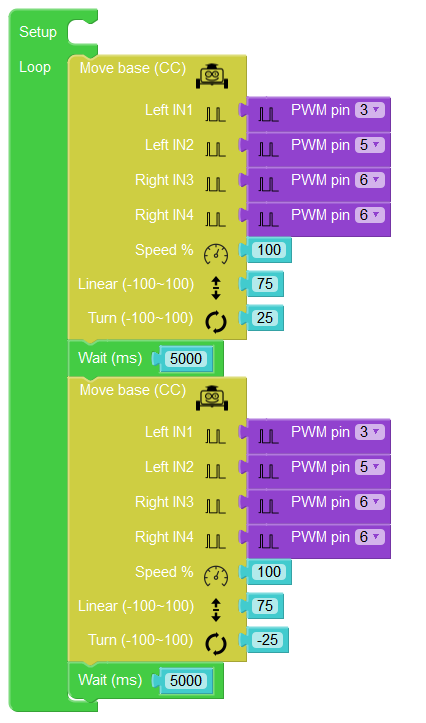 Setup
Loop Move base (CC)
Left IN1 PWM pin 3
Left IN2 PWM pin 5
Right IN3 PWM pin 6
Right IN4 PWM pin 6
Speed % 100
Linear (-100~100) 75
Turn (-100~100) 25
Wait (ms) 5000
Move base (CC)
Left IN1 PWM pin 3
Left IN2 PWM pin 5
Right IN3 PWM pin 6
Right IN4 PWM pin 6
Speed % 100
Linear (-100~100) 75
Turn (-100~100) -25
Wait (ms) 5000